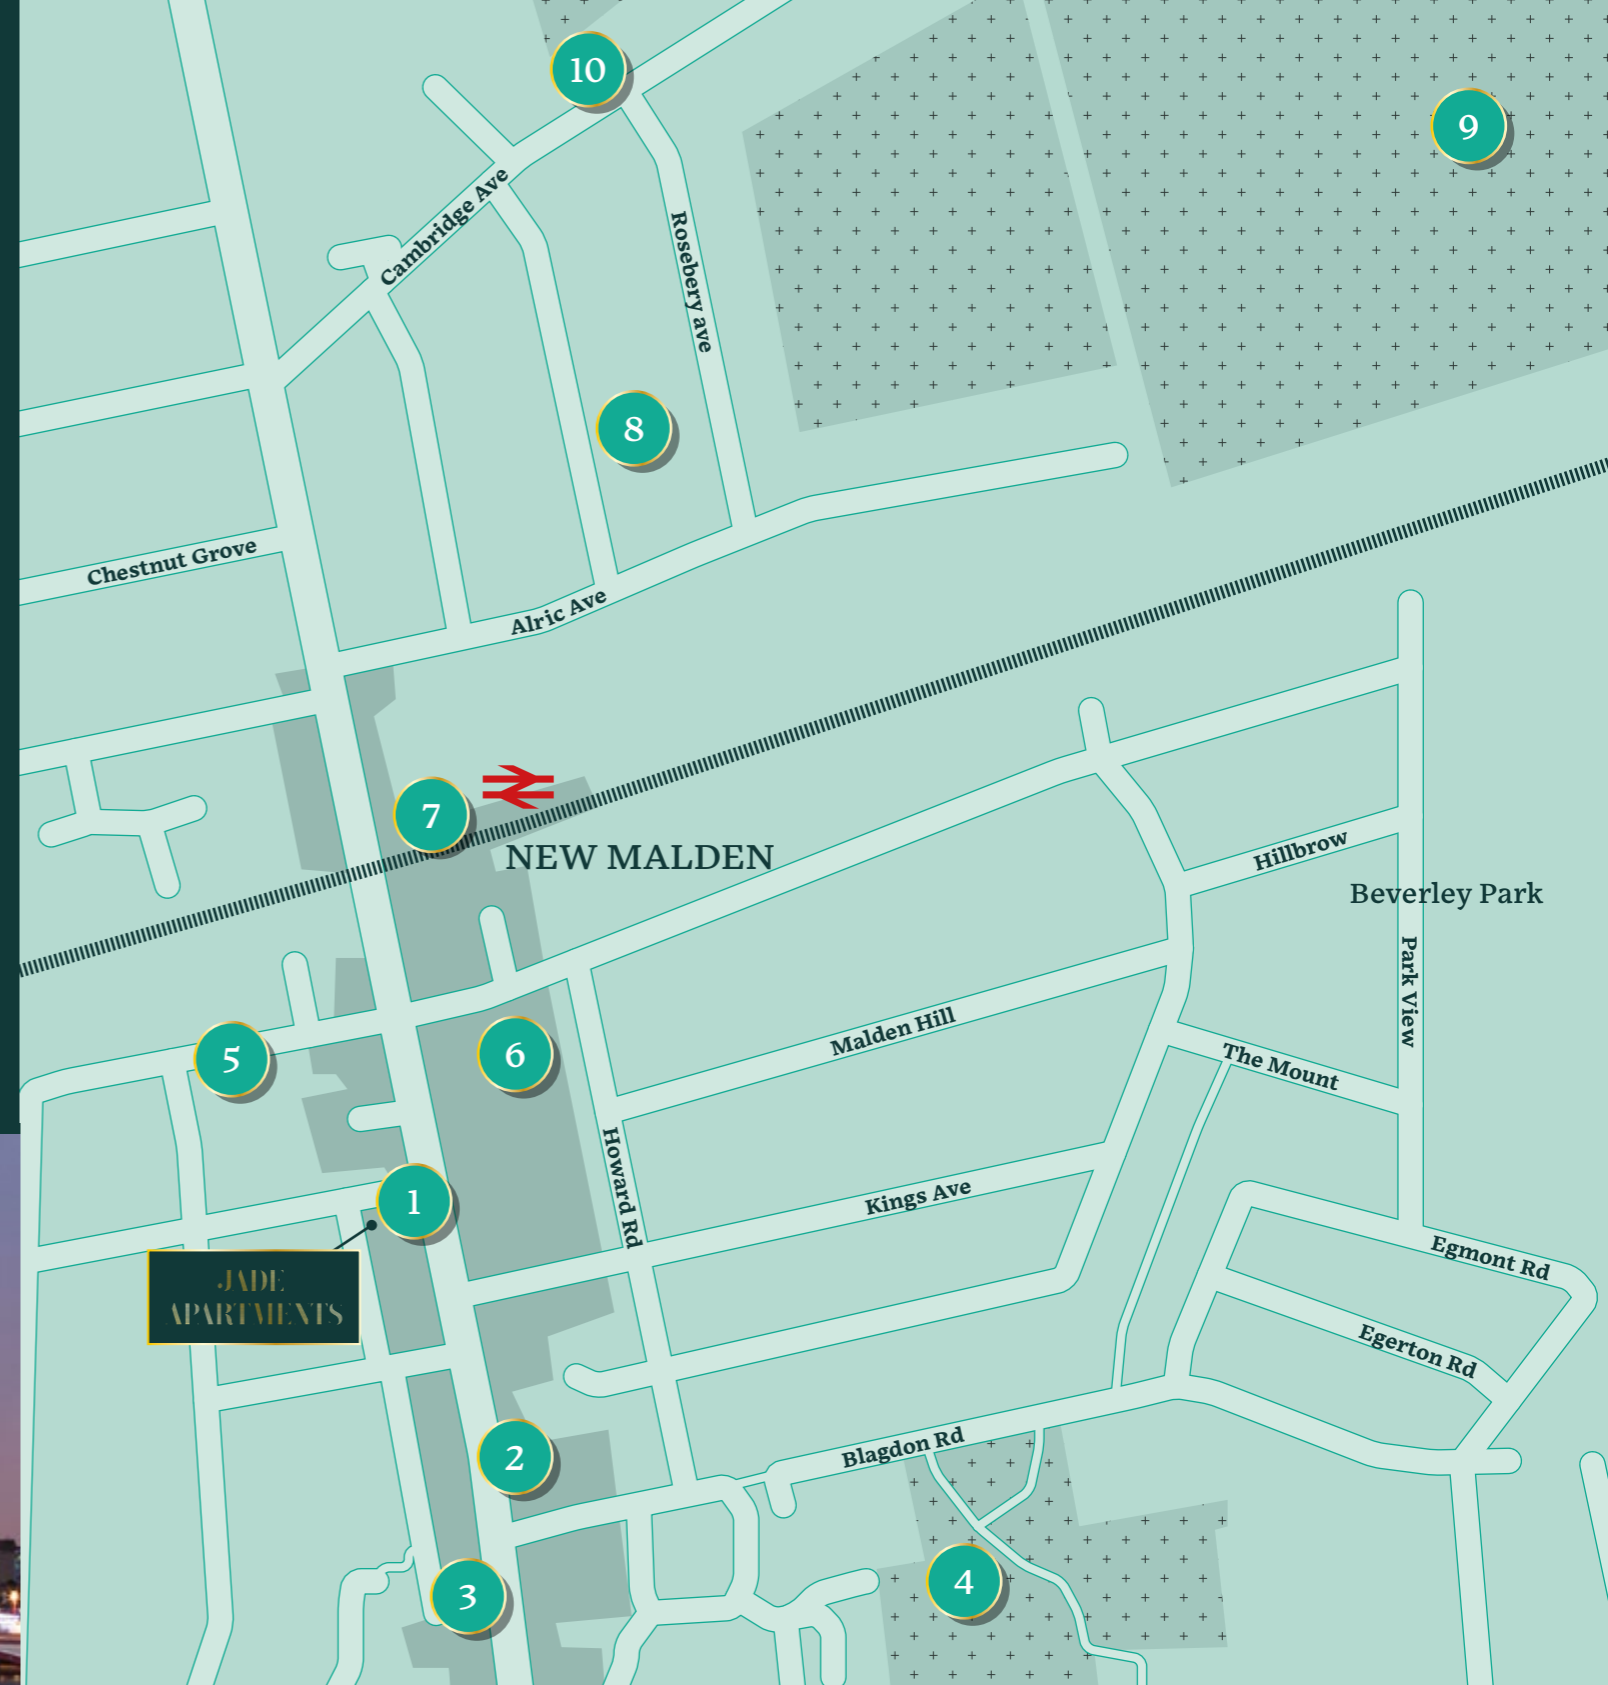 10
9
Cambridge Ave
Rosebery ave
8
Chestnut Grove
Alric Ave
7
NEW MALDEN
Hillbrow
Beverley Park
Park View
Malden Hill
5
6
The Mount
Howard Rd
Kings Ave
1
JADE
APARTMENTS
Egmont Rd
Egerton Rd
Blagdon Rd
2
4
3